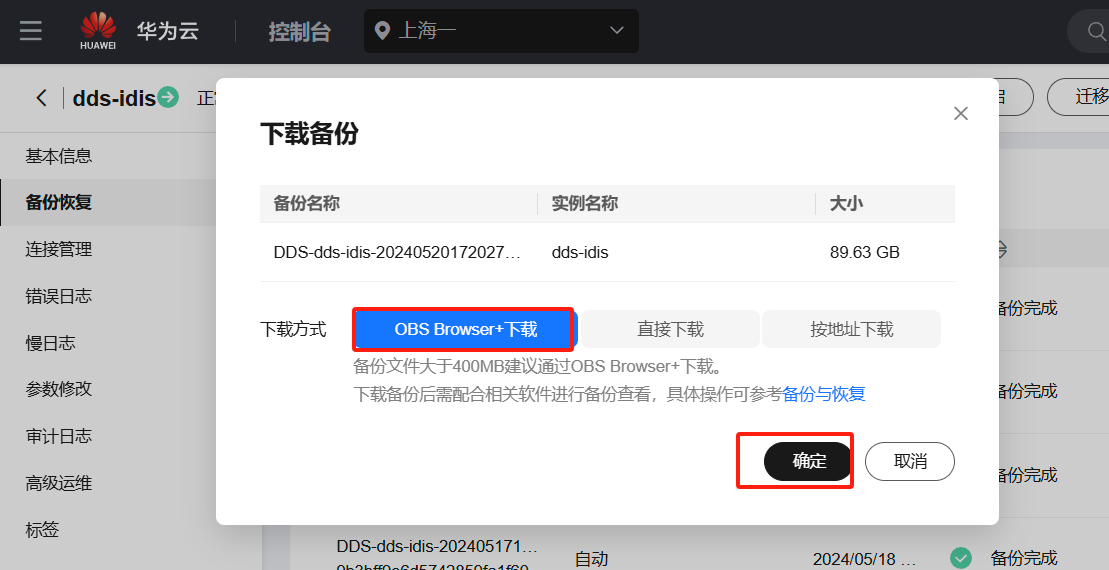 HUAWEI
华为云
控制台
上海一
dds-idis
迁移
基本信息
备份恢复
连接管理
错误日志
慢日志
参数修改
审计日志
高级运维
标签
下载备份
备份名称 实例名称 大小
DDS-dds-idis-20240520172027... dds-idis 89.63 GB
下载方式 OBS Browser+下载 直接下载 按地址下载
备份文件大于400MB建议通过OBS Browser+下载。
下载备份后需配合相关软件进行备份查看，具体操作可参考备份与恢复
确定 取消
备份完成
备份完成
备份完成
DDS-dds-idis-202405171...
自动 2024/05/18 ... 备份完成